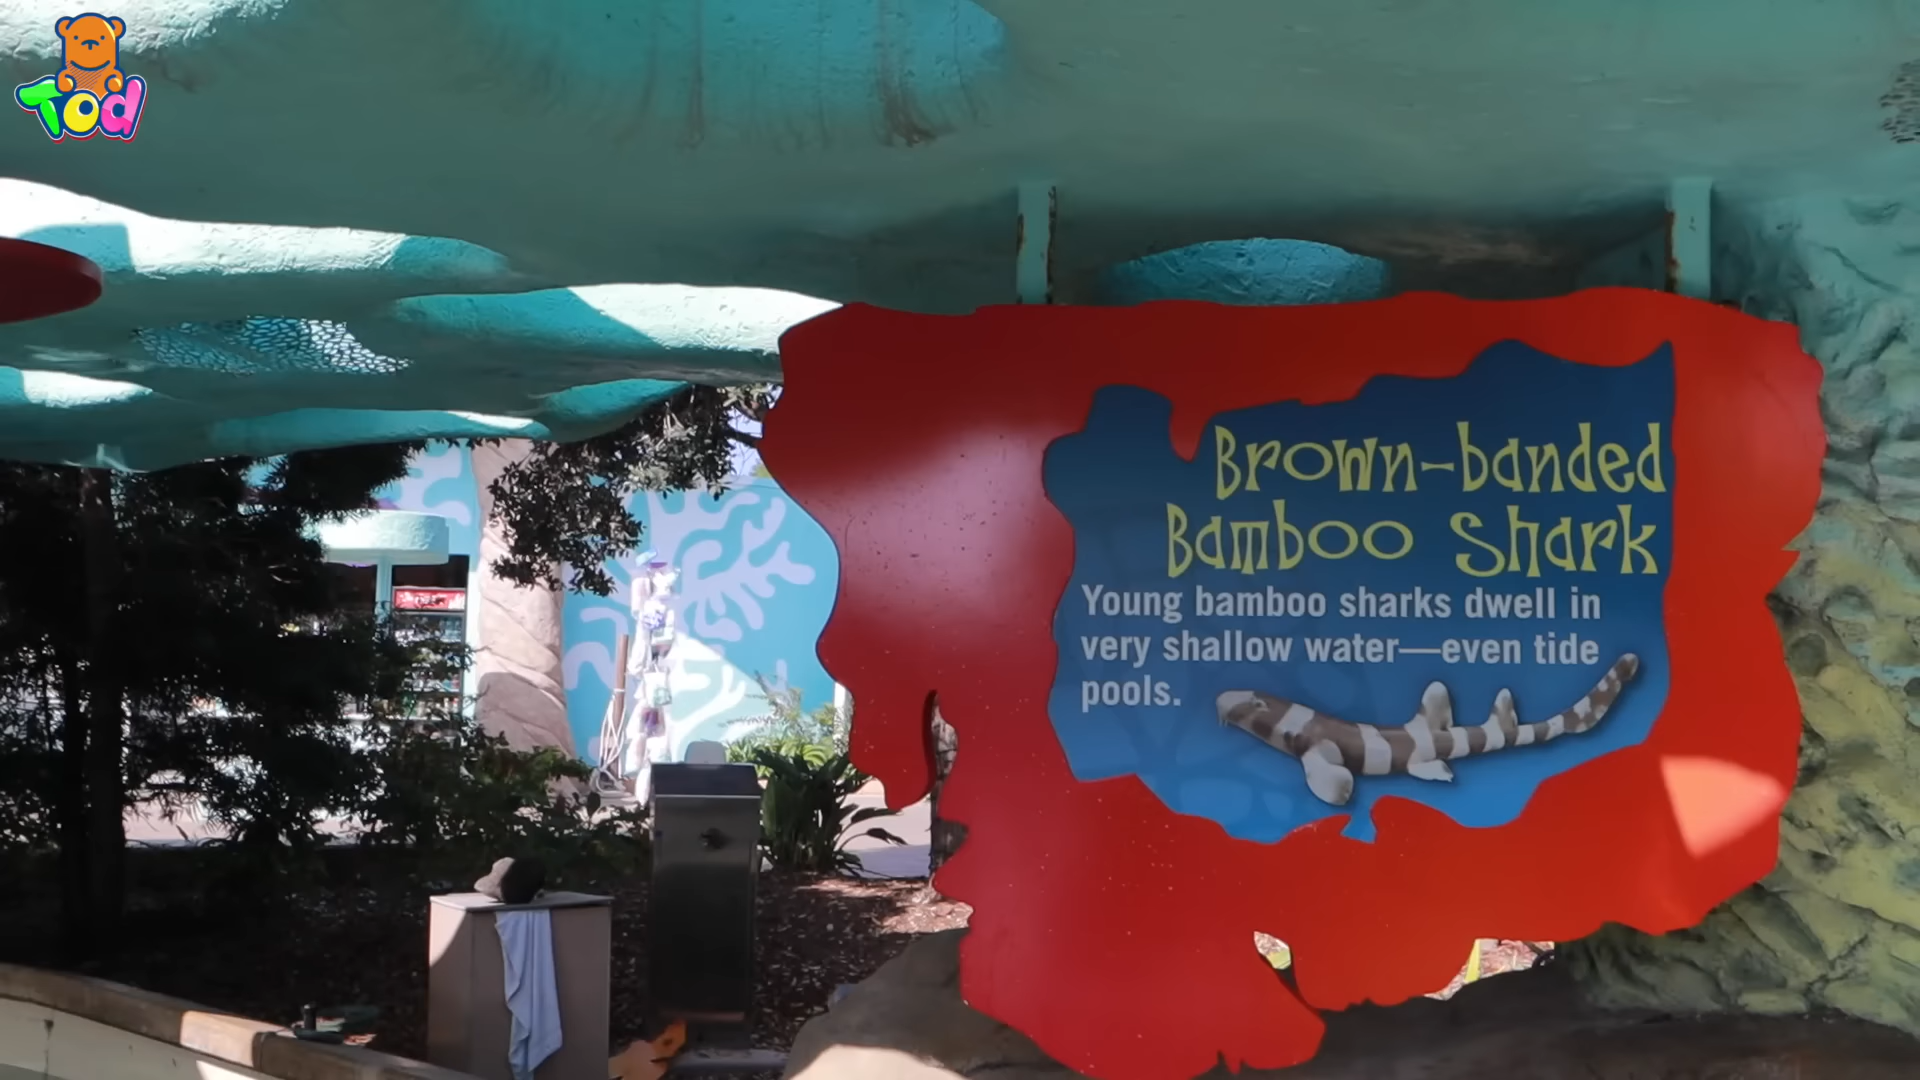 Tod
Brown-banded
Bamboo Shark
Young bamboo sharks dwell in
very shallow water—even tide
pools.